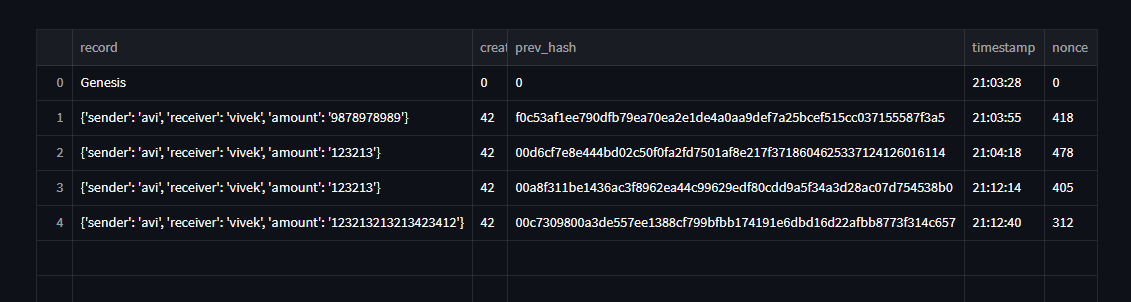 record creat prev_hash timestamp nonce
0 Genesis 0 0 21:03:28 0
1 {'sender': 'avi', 'receiver': 'vivek', 'amount': '9878978989'} 42 f0c53af1ee790dfb79ea70ea2e1de4a0aa9def7a25bcef515cc037155587f3a5 21:03:55 418
2 {'sender': 'avi', 'receiver': 'vivek', 'amount': '123213'} 42 00d6cf7e8e444bd02c50f0fa2fd7501af8e217f3718604625337124126016114 21:04:18 478
3 {'sender': 'avi', 'receiver': 'vivek', 'amount': '123213'} 42 00a8f311be1436ac3f8962ea44c99629edf80cdd9a5f34a3d28ac07d754538b0 21:12:14 405
4 {'sender': 'avi', 'receiver': 'vivek', 'amount': '123213213213423412'} 42 00c7309800a3de557ee1388cf799bfbb174191e6dbd16d22afbb8773f314c657 21:12:40 312